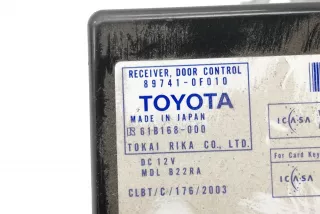 RECEIVER, DOOR CONTROL
89741-0F010
TOYOTA
MADE IN JAPAN
61B168-000
TOKAI RIKA CO., LTD.
DC 12V
MDL B22RA
CLBT/C/176/2003
ICASA
For Card Key
ICASA